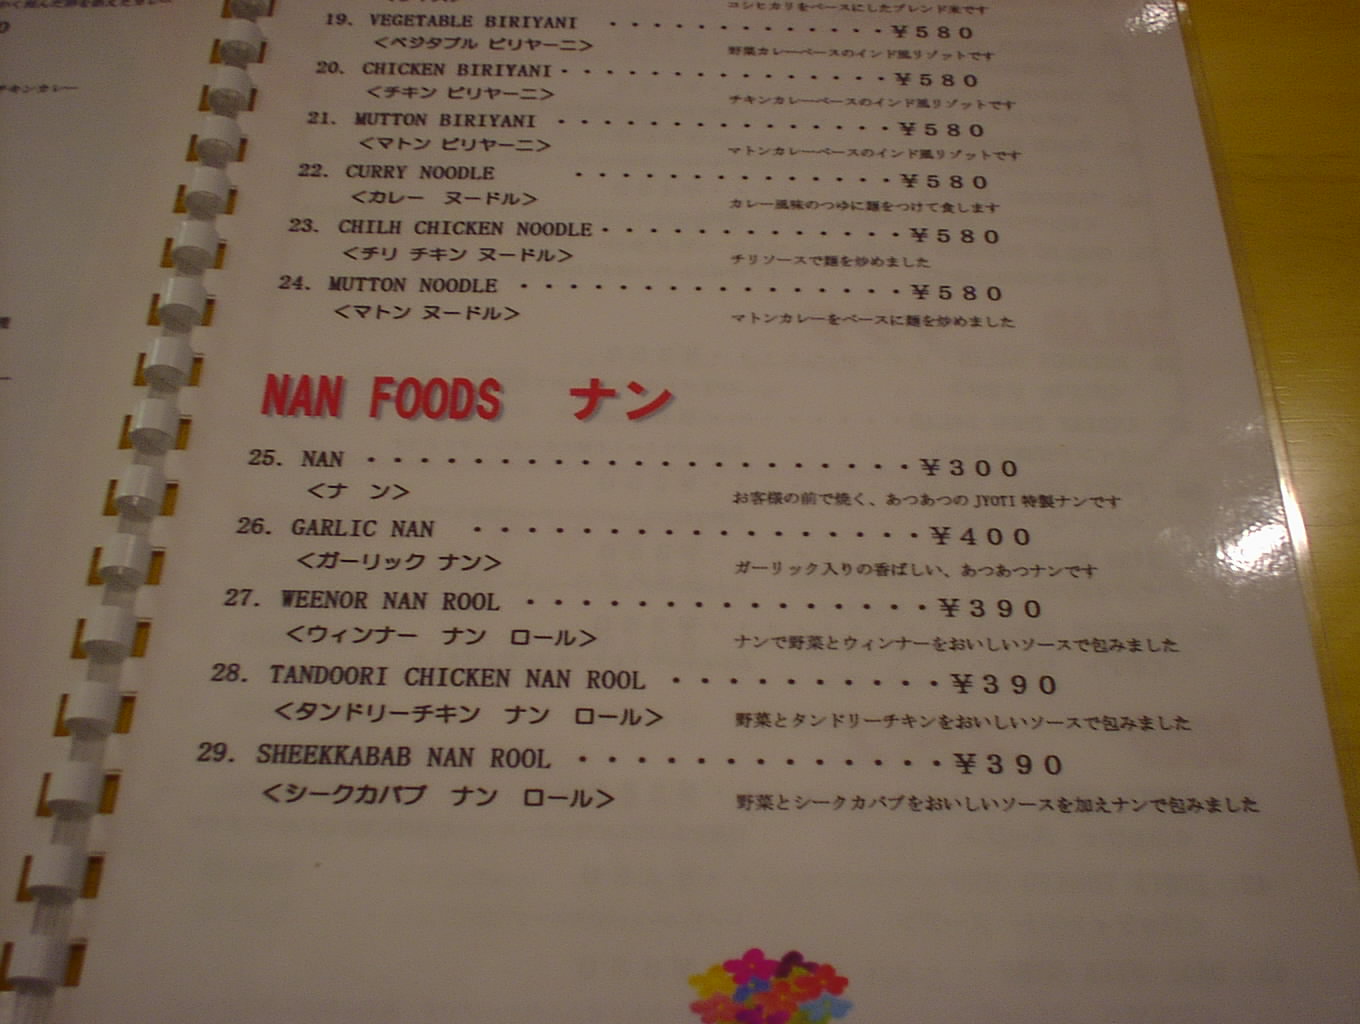 コシヒカリをベースにしたブレンド米です
19. VEGETABLE BIRIYANI ・・・・・・・・・・・・・¥580
<ベジタブル ビリヤーニ> 野菜カレーベースのインド風リゾットです
20. CHICKEN BIRIYANI・・・・・・・・・・・・・・・¥580
<チキン ビリヤーニ> チキンカレーベースのインド風リゾットです
21. MUTTON BIRIYANI ・・・・・・・・・・・・・・・¥580
<マトン ビリヤーニ> マトンカレーベースのインド風リゾットです
22. CURRY NOODLE ・・・・・・・・・・・・・・¥580
<カレー ヌードル> カレー風味のつゆに麺をつけて食します
23. CHILH CHICKEN NOODLE・・・・・・・・・・・・・・¥580
<チリ チキン ヌードル> チリソースで麺を炒めました
24. MUTTON NOODLE ・・・・・・・・・・・・・・・・¥580
<マトン ヌードル> マトンカレーをベースに麺を炒めました
NAN FOODS ナン
25. NAN ・・・・・・・・・・・・・・・・・・・・・¥300
<ナ ン> お客様の前で焼く、あつあつの JYOTI 特製ナンです
26. GARLIC NAN ・・・・・・・・・・・・・・・・・¥400
<ガーリック ナン> ガーリック入りの香ばしい、あつあつナンです
27. WEENOR NAN ROOL ・・・・・・・・・・・・・・・¥390
<ウィンナー ナン ロール> ナンで野菜とウィンナーをおいしいソースで包みました
28. TANDOORI CHICKEN NAN ROOL ・・・・・・・・・・¥390
<タンドリーチキン ナン ロール> 野菜とタンドリーチキンをおいしいソースで包みました
29. SHEEKKABAB NAN ROOL ・・・・・・・・・・・・・¥390
<シークカバブ ナン ロール> 野菜とシークカバブをおいしいソースを加えナンで包みました